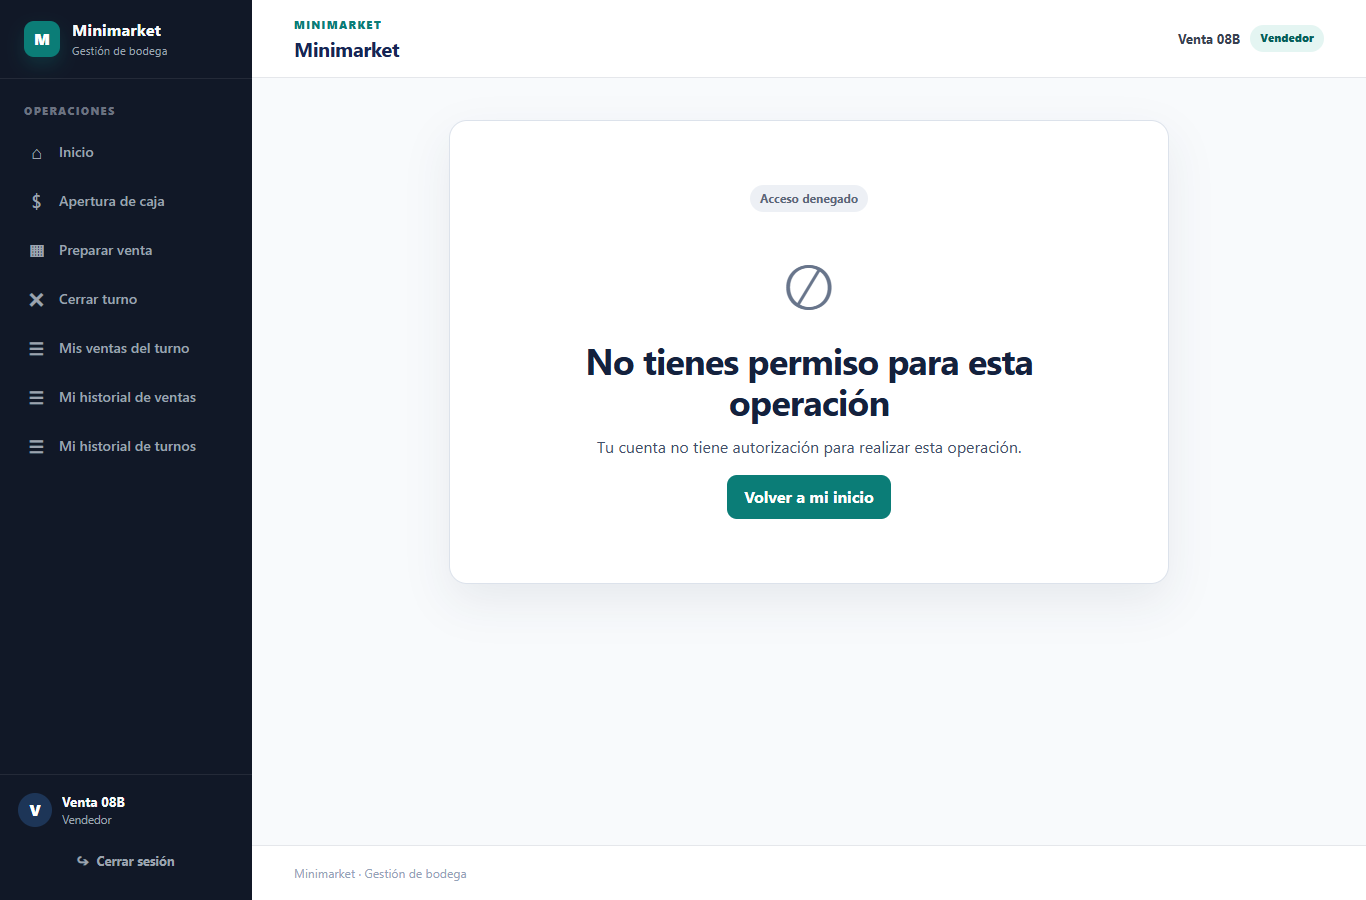 M
Minimarket
Gestión de bodega
OPERACIONES
Inicio
$ Apertura de caja
Preparar venta
Cerrar turno
Mis ventas del turno
Mi historial de ventas
Mi historial de turnos
V
Venta 08B
Vendedor
Cerrar sesión
MINIMARKET
Minimarket
Venta 08B
Vendedor
Acceso denegado
No tienes permiso para esta
operación
Tu cuenta no tiene autorización para realizar esta operación.
Volver a mi inicio
Minimarket · Gestión de bodega